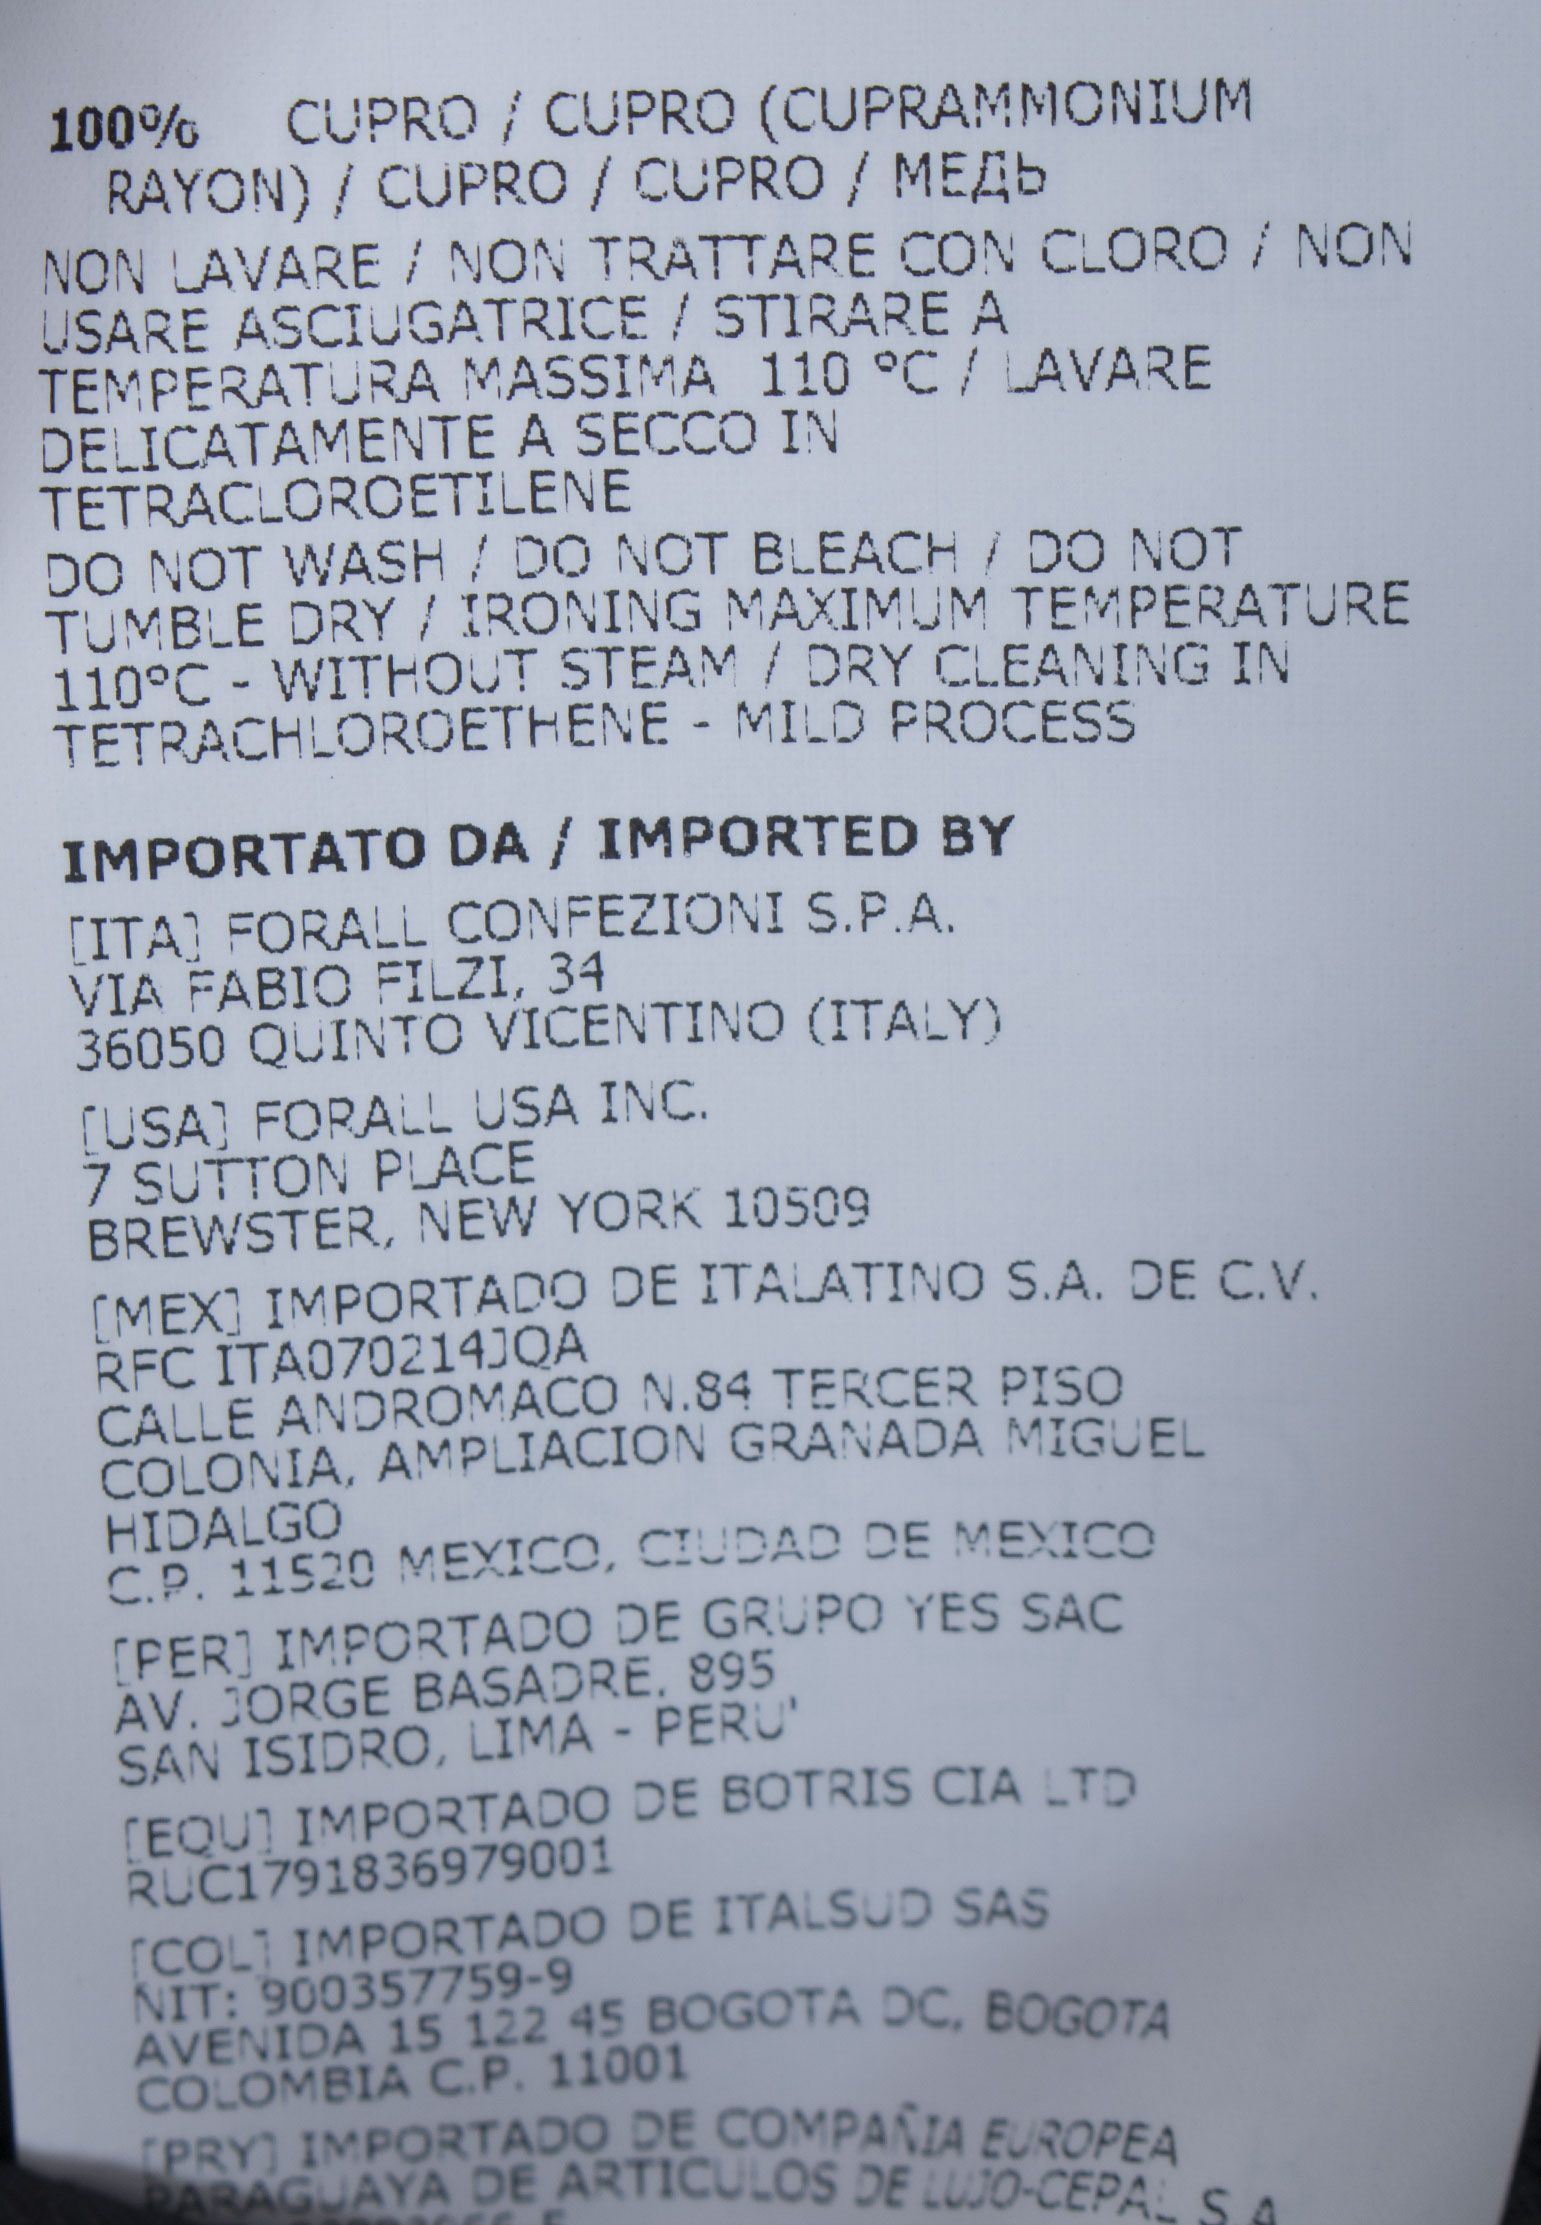 100% CUPRO / CUPRO (CUPRAMMONIUM
RAYON) / CUPRO / CUPRO / МЕДЬ
NON LAVARE / NON TRATTARE CON CLORO / NON
USARE ASCIUGATRICE / STIRARE A
TEMPERATURA MASSIMA 110 °C / LAVARE
DELICATAMENTE A SECCO IN
TETRACLOROETILENE
DO NOT WASH / DO NOT BLEACH / DO NOT
TUMBLE DRY / IRONING MAXIMUM TEMPERATURE
110°C - WITHOUT STEAM / DRY CLEANING IN
TETRACHLOROETHENE - MILD PROCESS
IMPORTATO DA / IMPORTED BY
[ITA] FORALL CONFEZIONI S.P.A.
VIA FABIO FILZI, 34
36050 QUINTO VICENTINO (ITALY)
[USA] FORALL USA INC.
7 SUTTON PLACE
BREWSTER, NEW YORK 10509
[MEX] IMPORTADO DE ITALATINO S.A. DE C.V.
RFC ITA070214JQA
CALLE ANDROMACO N.84 TERCER PISO
COLONIA, AMPLIACION GRANADA MIGUEL
HIDALGO
C.P. 11520 MEXICO, CIUDAD DE MEXICO
[PER] IMPORTADO DE GRUPO YES SAC
AV. JORGE BASADRE, 895
SAN ISIDRO, LIMA - PERU'
[EQU] IMPORTADO DE BOTRIS CIA LTD
RUC1791836979001
[COL] IMPORTADO DE ITALSUD SAS
NIT: 900357759-9
AVENIDA 15 122 45 BOGOTA DC, BOGOTA
COLOMBIA C.P. 11001
[PRY] IMPORTADO DE COMPAÑIA EUROPEA
PARAGUAYA DE ARTICULOS DE LUJO-CEPAL S.A